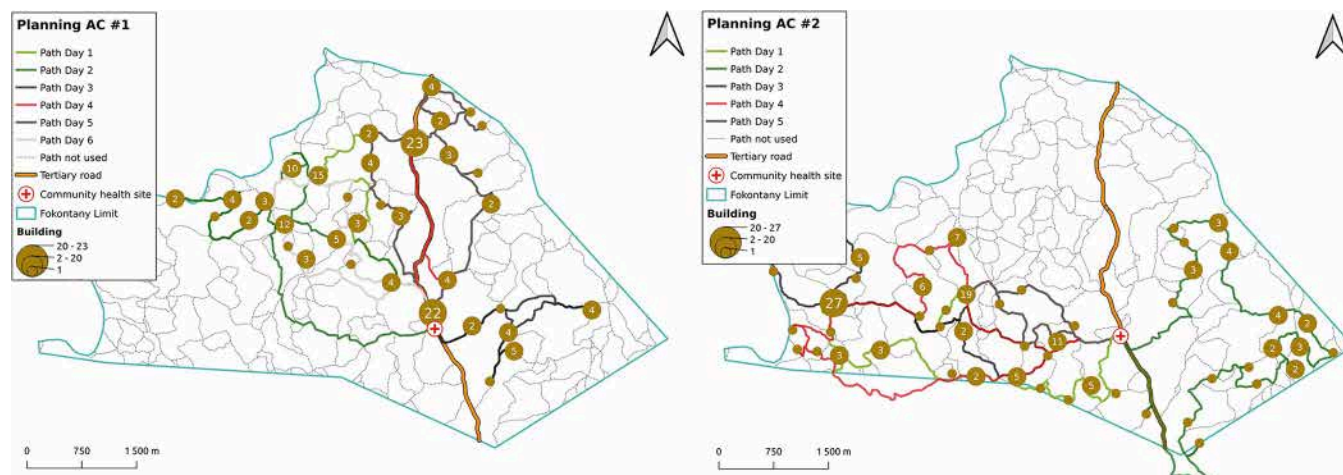 Planning AC #1
Path Day 1
Path Day 2
Path Day 3
Path Day 4
Path Day 5
Path Day 6
Path not used
Tertiary road
Community health site
Fokontany Limit
Building
20 - 23
2 - 20
1
4
2
23
2
3
4
10
15
2
4
3
2
12
3
3
2
5
3
4
4
22
2
4
4
5
0 750 1 500 m
Planning AC #2
Path Day 1
Path Day 2
Path Day 3
Path Day 4
Path Day 5
Path not used
Tertiary road
Community health site
Fokontany Limit
Building
20 - 27
2 - 20
1
3
7
4
5
3
6
19
27
4
2
2
11
2
3
3
3
2
5
2
5
0 750 1 500 m